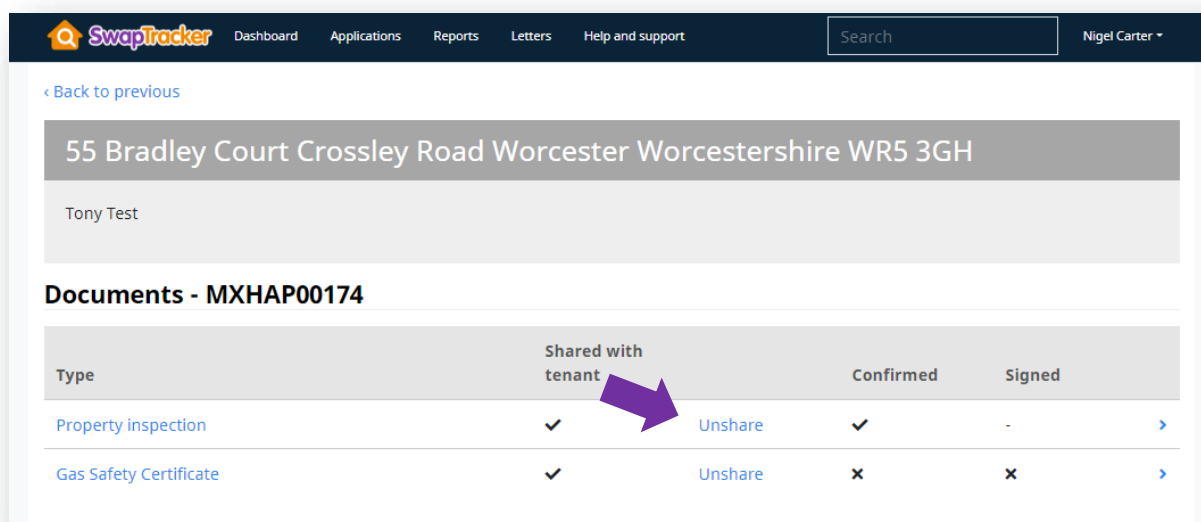 SwapTracker Dashboard Applications Reports Letters Help and support Search Nigel Carter
‹ Back to previous
55 Bradley Court Crossley Road Worcester Worcestershire WR5 3GH
Tony Test
Documents - MXHAP00174
Type Shared with tenant Confirmed Signed
Property inspection ✔ Unshare ✔ - ›
Gas Safety Certificate ✔ Unshare ✖ ✖ ›